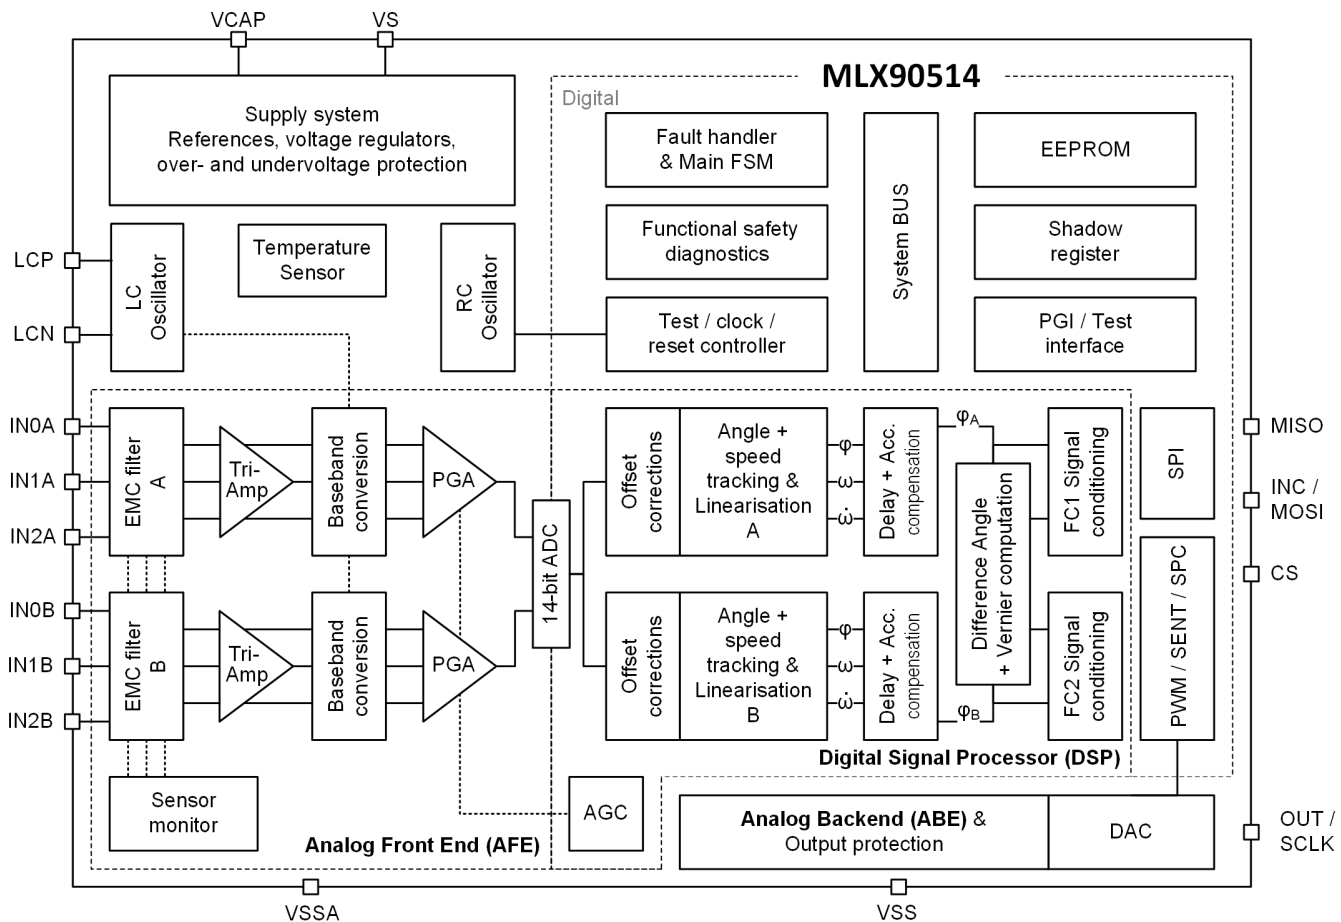 VCAP
VS
MLX90514
Digital
Supply system
References, voltage regulators,
over- and undervoltage protection
Fault handler
& Main FSM
System BUS
EEPROM
LCP
LCN
LC
Oscillator
Temperature
Sensor
RC
Oscillator
Functional safety
diagnostics
Shadow
register
Test / clock /
reset controller
PGI / Test
interface
IN0A
IN1A
IN2A
EMC filter
A
Tri-
Amp
Baseband
conversion
PGA
14-bit ADC
Offset
corrections
Angle +
speed
tracking &
Linearisation
A
φ
ω
ω̇
Delay + Acc.
compensation
φA
Difference Angle
+ Vernier computation
FC1 Signal
conditioning
SPI
MISO
INC /
MOSI
CS
IN0B
IN1B
IN2B
EMC filter
B
Tri-
Amp
Baseband
conversion
PGA
Offset
corrections
Angle +
speed
tracking &
Linearisation
B
φ
ω
ω̇
Delay + Acc.
compensation
φB
FC2 Signal
conditioning
PWM / SENT / SPC
Digital Signal Processor (DSP)
Sensor
monitor
Analog Front End (AFE)
AGC
Analog Backend (ABE) &
Output protection
DAC
OUT /
SCLK
VSSA
VSS